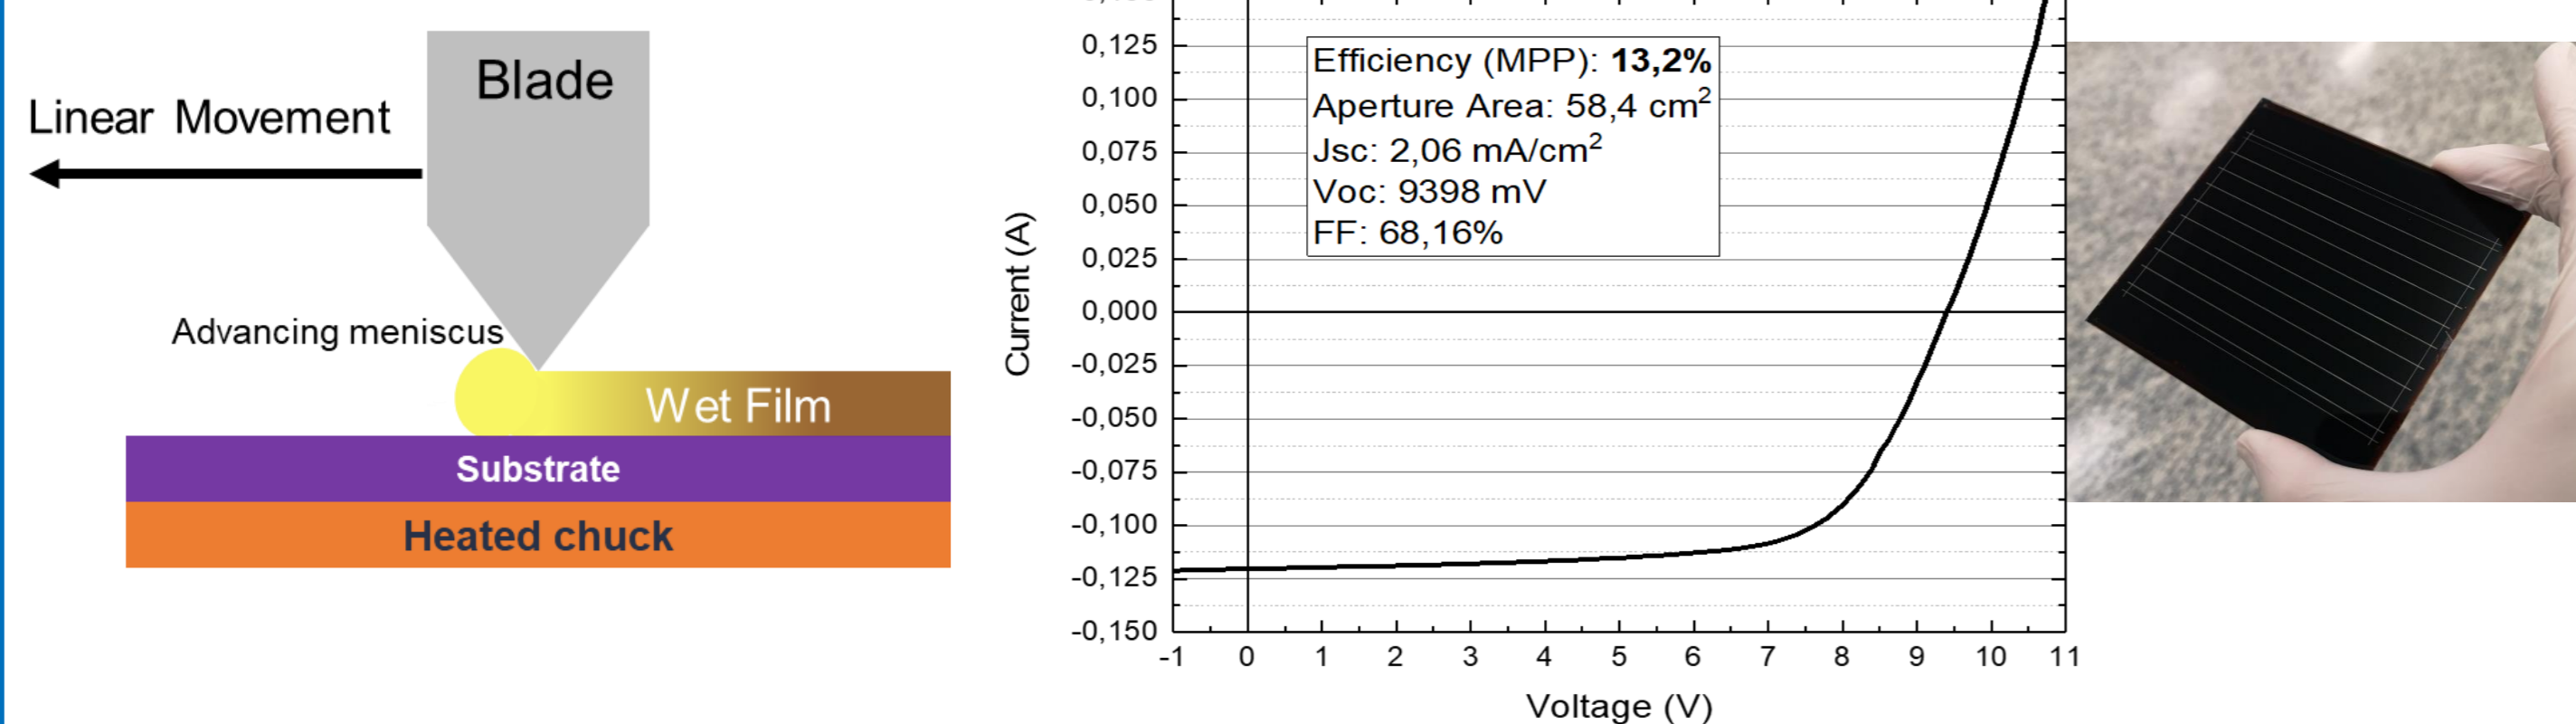 Blade
Linear Movement
Advancing meniscus
Wet Film
Substrate
Heated chuck
Current (A)
0,125
0,100
0,075
0,050
0,025
0,000
-0,025
-0,050
-0,075
-0,100
-0,125
-0,150
Efficiency (MPP): 13,2%
Aperture Area: 58,4 cm²
Jsc: 2,06 mA/cm²
Voc: 9398 mV
FF: 68,16%
-1 0 1 2 3 4 5 6 7 8 9 10 11
Voltage (V)